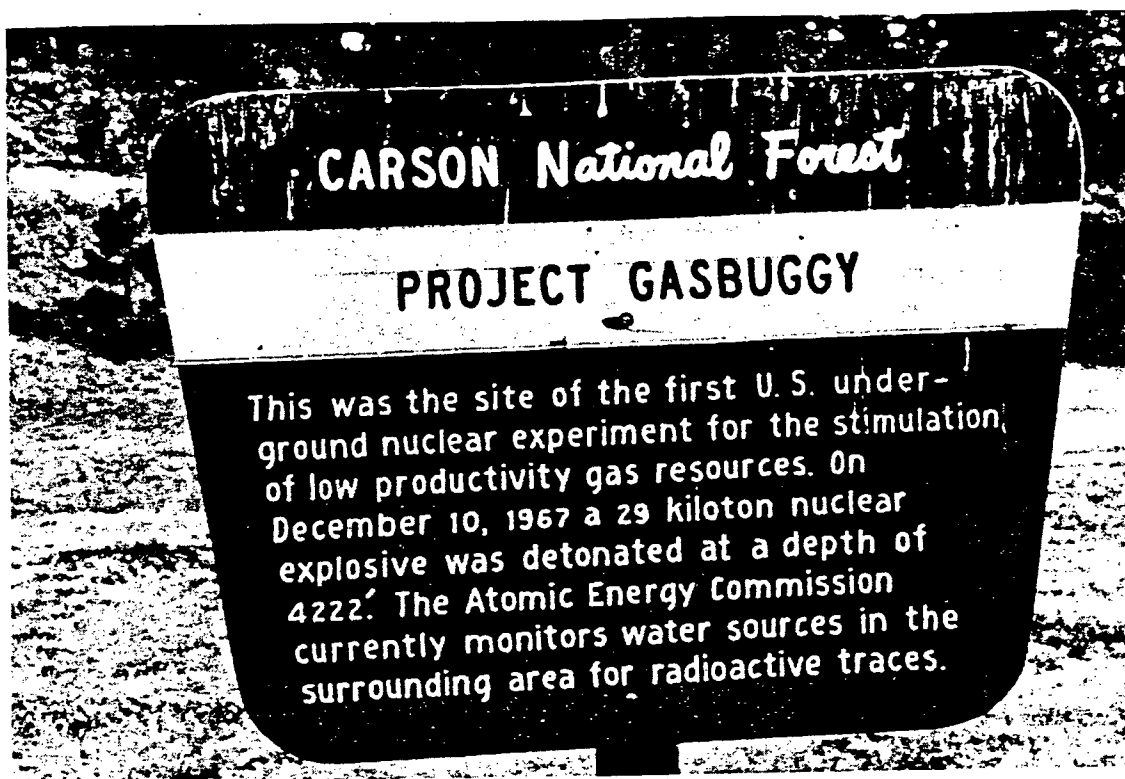 CARSON National Forest
PROJECT GASBUGGY
This was the site of the first U.S. under-
ground nuclear experiment for the stimulation
of low productivity gas resources. On
December 10, 1967 a 29 kiloton nuclear
explosive was detonated at a depth of
4222′. The Atomic Energy Commission
currently monitors water sources in the
surrounding area for radioactive traces.